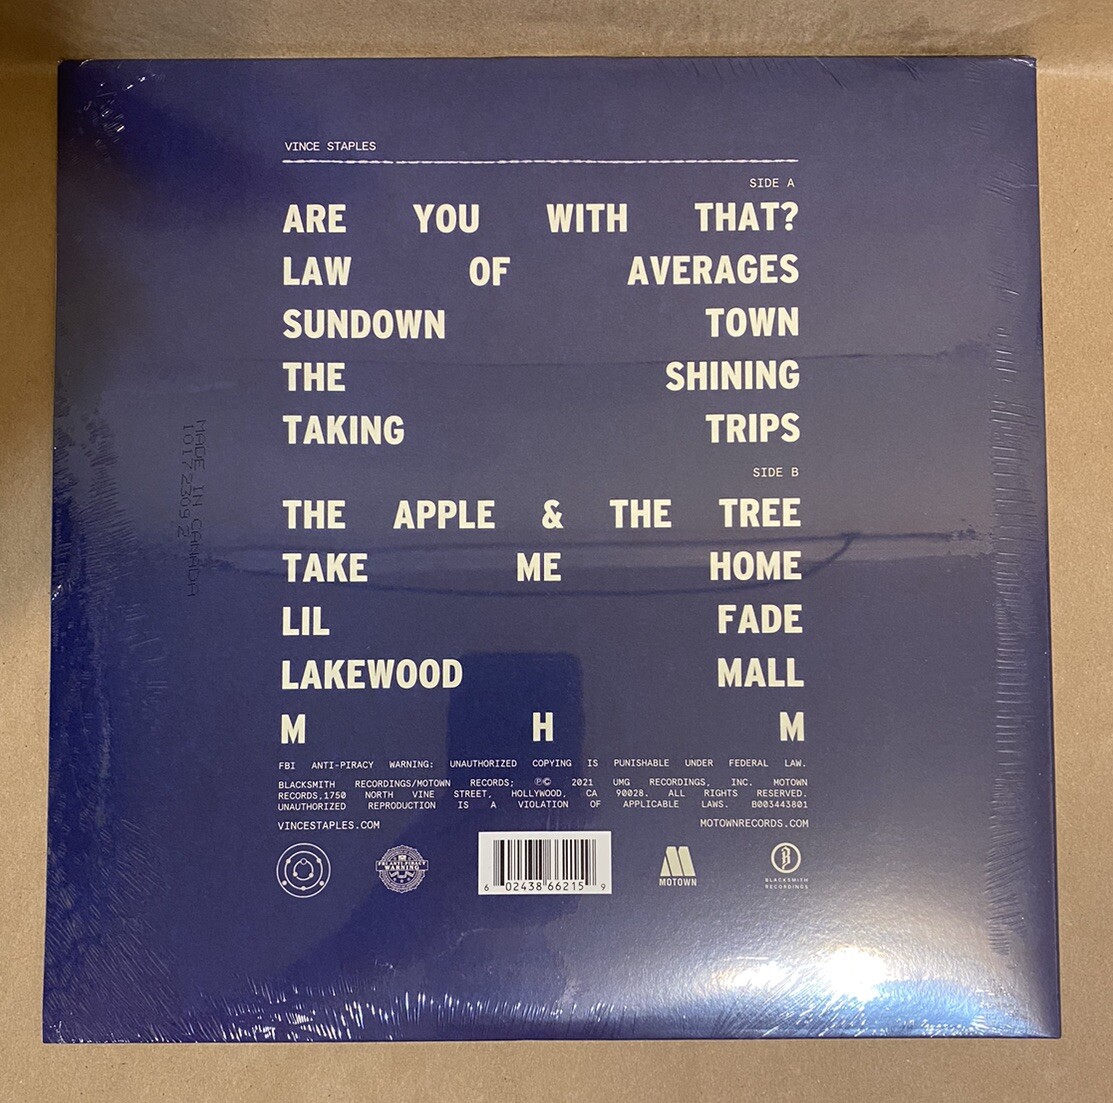 VINCE STAPLES
SIDE A
ARE YOU WITH THAT?
LAW OF AVERAGES
SUNDOWN TOWN
THE SHINING
TAKING TRIPS
SIDE B
THE APPLE & THE TREE
TAKE ME HOME
LIL FADE
LAKEWOOD MALL
M H M
FBI ANTI-PIRACY WARNING: UNAUTHORIZED COPYING IS PUNISHABLE UNDER FEDERAL LAW.
BLACKSMITH RECORDINGS/MOTOWN RECORDS; ℗© 2021 UMG RECORDINGS, INC. MOTOWN
RECORDS,1750 NORTH VINE STREET, HOLLYWOOD, CA 90028. ALL RIGHTS RESERVED.
UNAUTHORIZED REPRODUCTION IS A VIOLATION OF APPLICABLE LAWS. B003443801
VINCESTAPLES.COM MOTOWNRECORDS.COM
FBI ANTI-PIRACY
WARNING
6 02438 66215 9
MOTOWN
BLACKSMITH
RECORDINGS
MADE IN CANADA